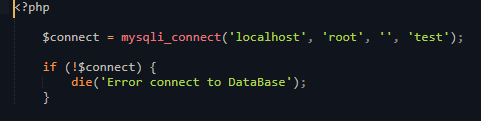 <?php
$connect = mysqli_connect('localhost', 'root', '', 'test');
if (!$connect) {
die('Error connect to DataBase');
}